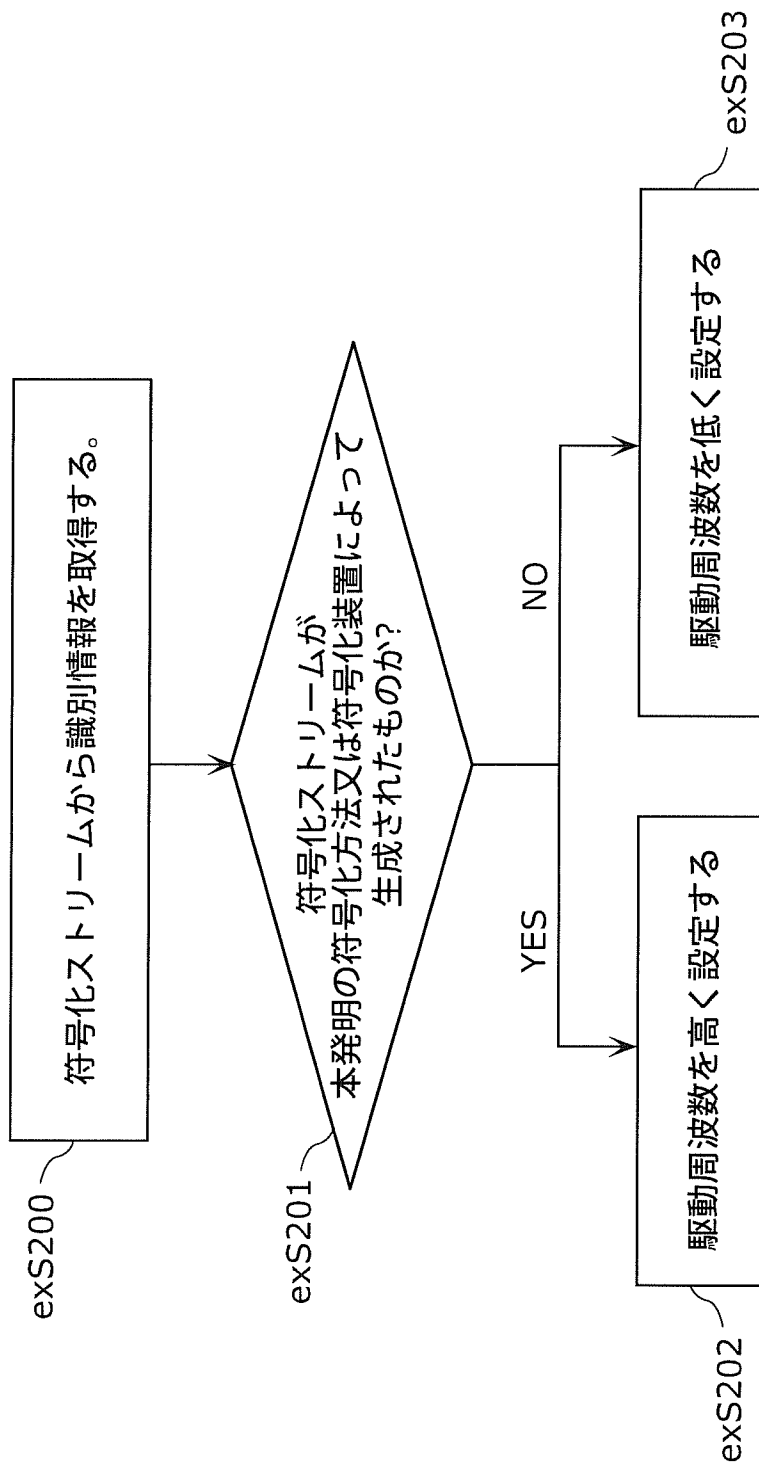 exS200
符号化ストリームから識別情報を取得する。
exS201
符号化ストリームが
本発明の符号化方法又は符号化装置によって
生成されたものか?
YES
NO
exS202
駆動周波数を高く設定する
駆動周波数を低く設定する
exS203